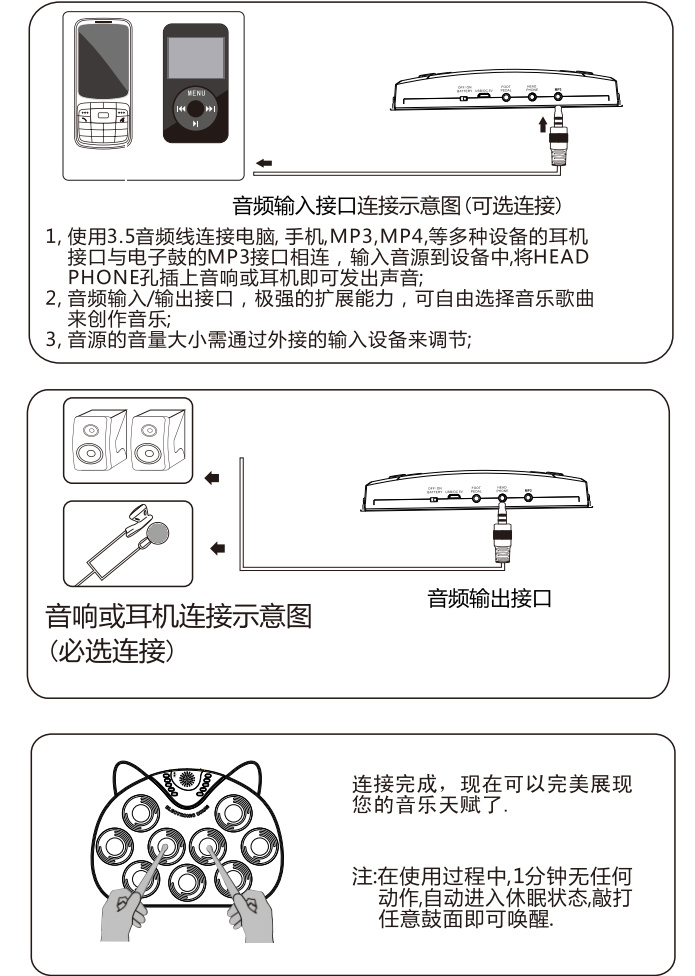 MENU
OFF/ON
BATTERY
USB/DC 5V
FOOT
PEDAL
HEAD
PHONE
MP3
音频输入接口连接示意图(可选连接)
1, 使用3.5音频线连接电脑, 手机,MP3,MP4,等多种设备的耳机
接口与电子鼓的MP3接口相连，输入音源到设备中,将HEAD
PHONE孔插上音响或耳机即可发出声音;
2, 音频输入/输出接口，极强的扩展能力，可自由选择音乐歌曲
来创作音乐;
3, 音源的音量大小需通过外接的输入设备来调节;
OFF/ON
BATTERY
USB/DC 5V
FOOT
PEDAL
HEAD
PHONE
MP3
音频输出接口
音响或耳机连接示意图
(必选连接)
ELECTRONIC DRUM
连接完成，现在可以完美展现
您的音乐天赋了.
注:在使用过程中,1分钟无任何
动作,自动进入休眠状态,敲打
任意鼓面即可唤醒.